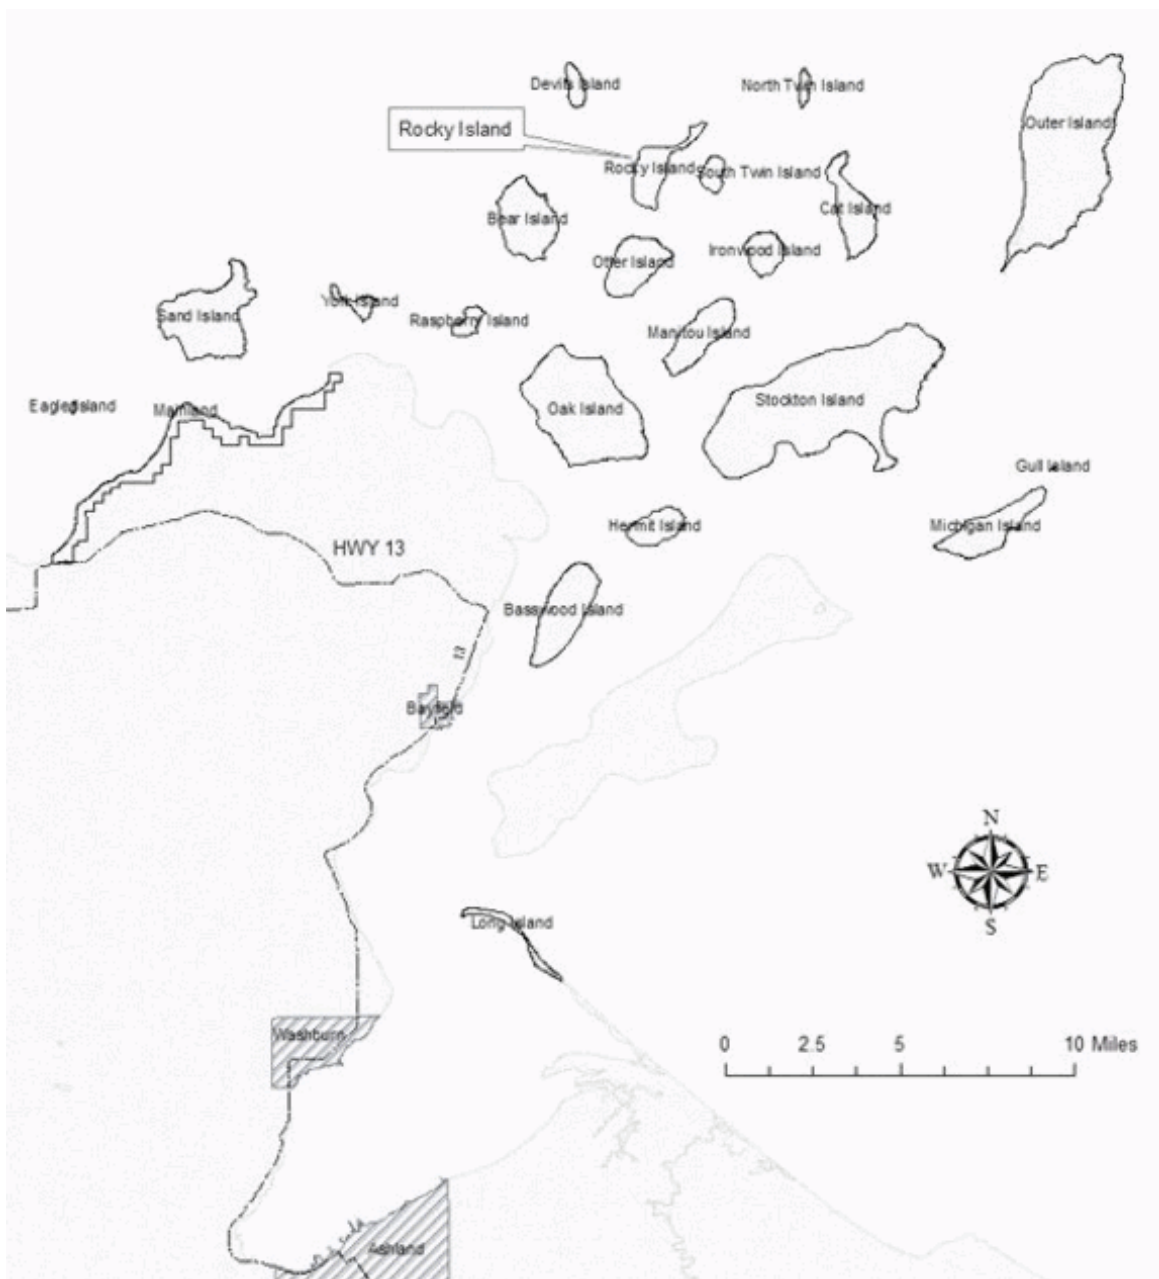 Devils Island
North Twin Island
Outer Island
Rocky Island
Rocky Island
South Twin Island
Cat Island
Bear Island
Ironwood Island
Otter Island
York Island
Sand Island
Raspberry Island
Manitou Island
Stockton Island
Eagle Island
Mainland
Oak Island
Gull Island
Hermit Island
Michigan Island
HWY 13
Basswood Island
13
Bayfield
N
W
E
S
Long Island
Washburn
0 2.5 5 10 Miles
Ashland